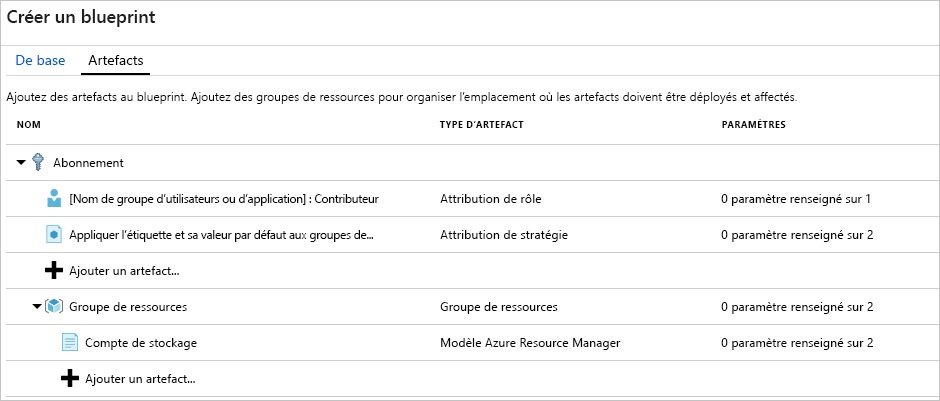 Créer un blueprint
De base Artefacts
Ajoutez des artefacts au blueprint. Ajoutez des groupes de ressources pour organiser l’emplacement où les artefacts doivent être déployés et affectés.
NOM TYPE D’ARTEFACT PARAMÈTRES
Abonnement
[Nom de groupe d’utilisateurs ou d’application] : Contributeur Attribution de rôle 0 paramètre renseigné sur 1
Appliquer l’étiquette et sa valeur par défaut aux groupes de... Attribution de stratégie 0 paramètre renseigné sur 2
Ajouter un artefact...
Groupe de ressources Groupe de ressources 0 paramètre renseigné sur 2
Compte de stockage Modèle Azure Resource Manager 0 paramètre renseigné sur 2
Ajouter un artefact...